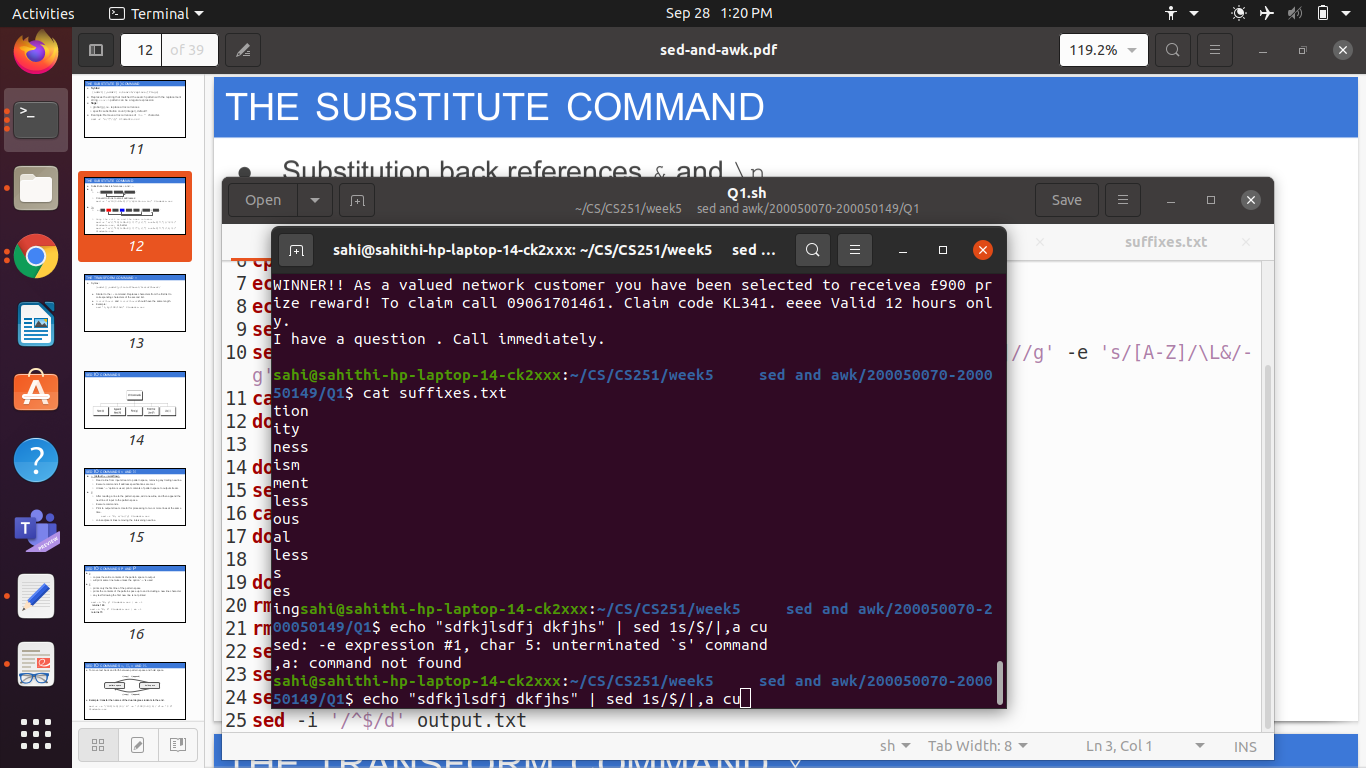 Activities
Terminal
Sep 28 1:20 PM
12 of 39
sed-and-awk.pdf
119.2%
11
12
13
14
15
16
THE SUBSTITUTE COMMAND
● Substitution back references & and \n
Open
Q1.sh
~/CS/CS251/week5 sed and awk/200050070-200050149/Q1
Save
suffixes.txt
sahi@sahithi-hp-laptop-14-ck2xxx: ~/CS/CS251/week5 sed ...
6 cp
7 ec
8 ec
9 se
10 se //g' -e 's/[A-Z]/\L&/-
g'
11 ca
12 do
13
14 do
15 se
16 ca
17 do
18
19 do
20 rm
21 rm
22 se
23 se
24 se
25 sed -i '/^$/d' output.txt
WINNER!! As a valued network customer you have been selected to receivea £900 pr
ize reward! To claim call 09061701461. Claim code KL341. eeee Valid 12 hours onl
y.
I have a question . Call immediately.
sahi@sahithi-hp-laptop-14-ck2xxx:~/CS/CS251/week5 sed and awk/200050070-2000
50149/Q1$ cat suffixes.txt
tion
ity
ness
ism
ment
less
ous
al
less
s
es
ingsahi@sahithi-hp-laptop-14-ck2xxx:~/CS/CS251/week5 sed and awk/200050070-2
00050149/Q1$ echo "sdfkjlsdfj dkfjhs" | sed 1s/$/|,a cu
sed: -e expression #1, char 5: unterminated `s' command
,a: command not found
sahi@sahithi-hp-laptop-14-ck2xxx:~/CS/CS251/week5 sed and awk/200050070-2000
50149/Q1$ echo "sdfkjlsdfj dkfjhs" | sed 1s/$/|,a cu
sh
Tab Width: 8
Ln 3, Col 1
INS
THE TRANSFORM COMMAND Y